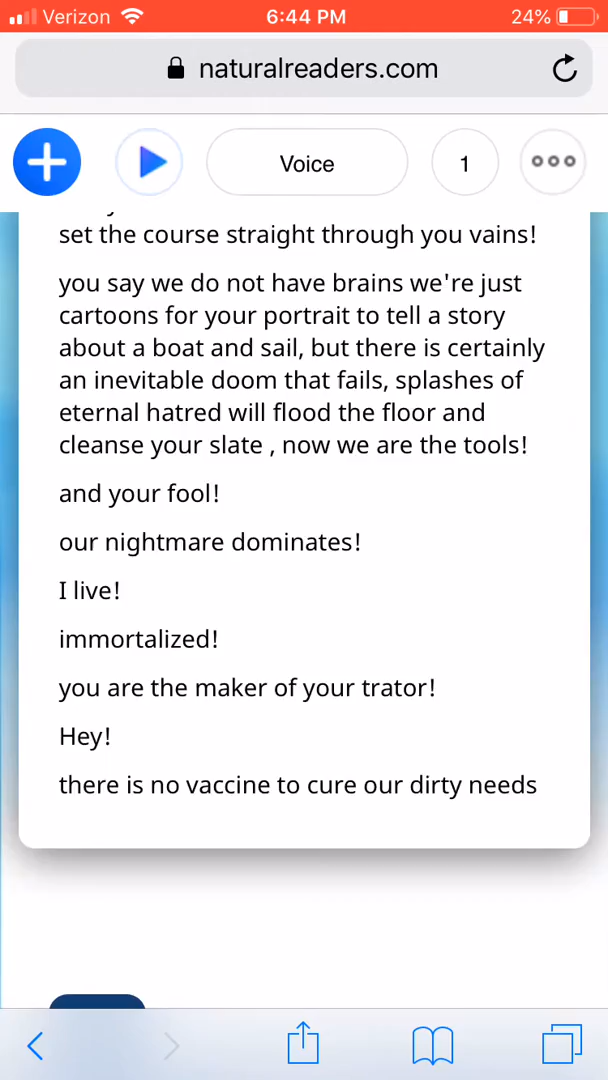 Verizon 6:44 PM 24%
naturalreaders.com
Voice 1
set the course straight through you vains!
you say we do not have brains we're just
cartoons for your portrait to tell a story
about a boat and sail, but there is certainly
an inevitable doom that fails, splashes of
eternal hatred will flood the floor and
cleanse your slate , now we are the tools!
and your fool!
our nightmare dominates!
I live!
immortalized!
you are the maker of your trator!
Hey!
there is no vaccine to cure our dirty needs